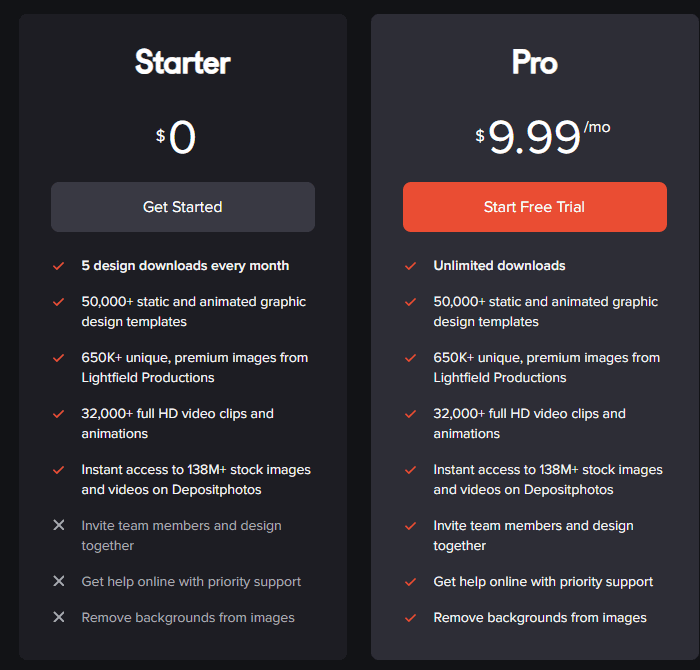 Starter
$0
Get Started
5 design downloads every month
50,000+ static and animated graphic
design templates
650K+ unique, premium images from
Lightfield Productions
32,000+ full HD video clips and
animations
Instant access to 138M+ stock images
and videos on Depositphotos
Invite team members and design
together
Get help online with priority support
Remove backgrounds from images
Pro
$9.99/mo
Start Free Trial
Unlimited downloads
50,000+ static and animated graphic
design templates
650K+ unique, premium images from
Lightfield Productions
32,000+ full HD video clips and
animations
Instant access to 138M+ stock images
and videos on Depositphotos
Invite team members and design
together
Get help online with priority support
Remove backgrounds from images